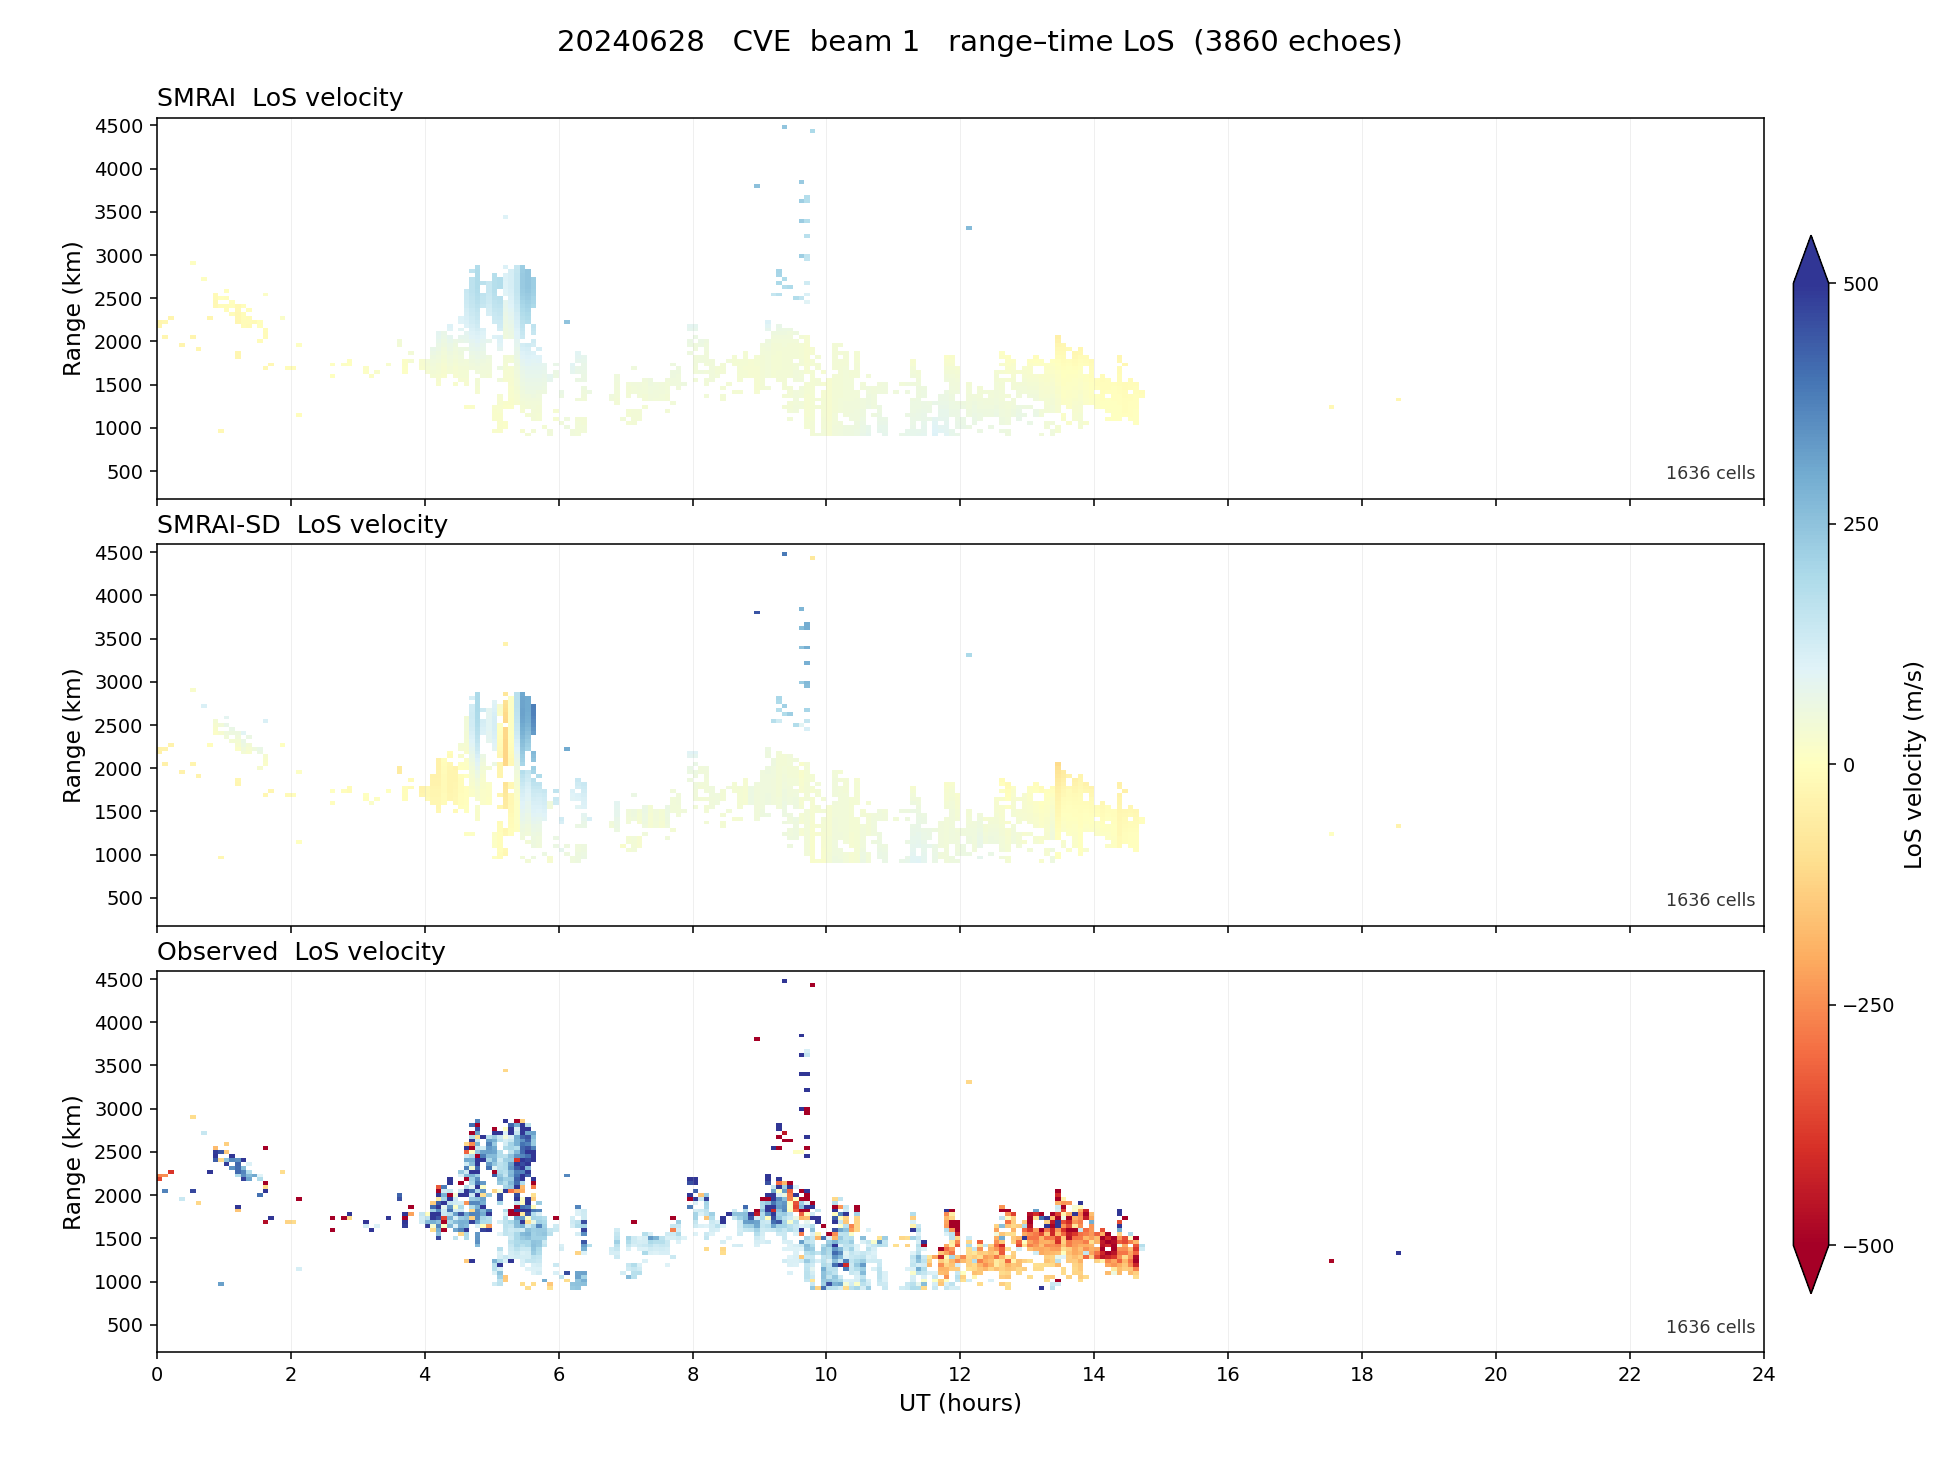 20240628   CVE  beam 1   range–time LoS  (3860 echoes)
SMRAI  LoS velocity
4500
4000
3500
3000
2500
2000
1500
1000
500
Range (km)
1636 cells
SMRAI-SD  LoS velocity
4500
4000
3500
3000
2500
2000
1500
1000
500
Range (km)
1636 cells
Observed  LoS velocity
4500
4000
3500
3000
2500
2000
1500
1000
500
Range (km)
1636 cells
0 2 4 6 8 10 12 14 16 18 20 22 24
UT (hours)
500
250
0
−250
−500
LoS velocity (m/s)